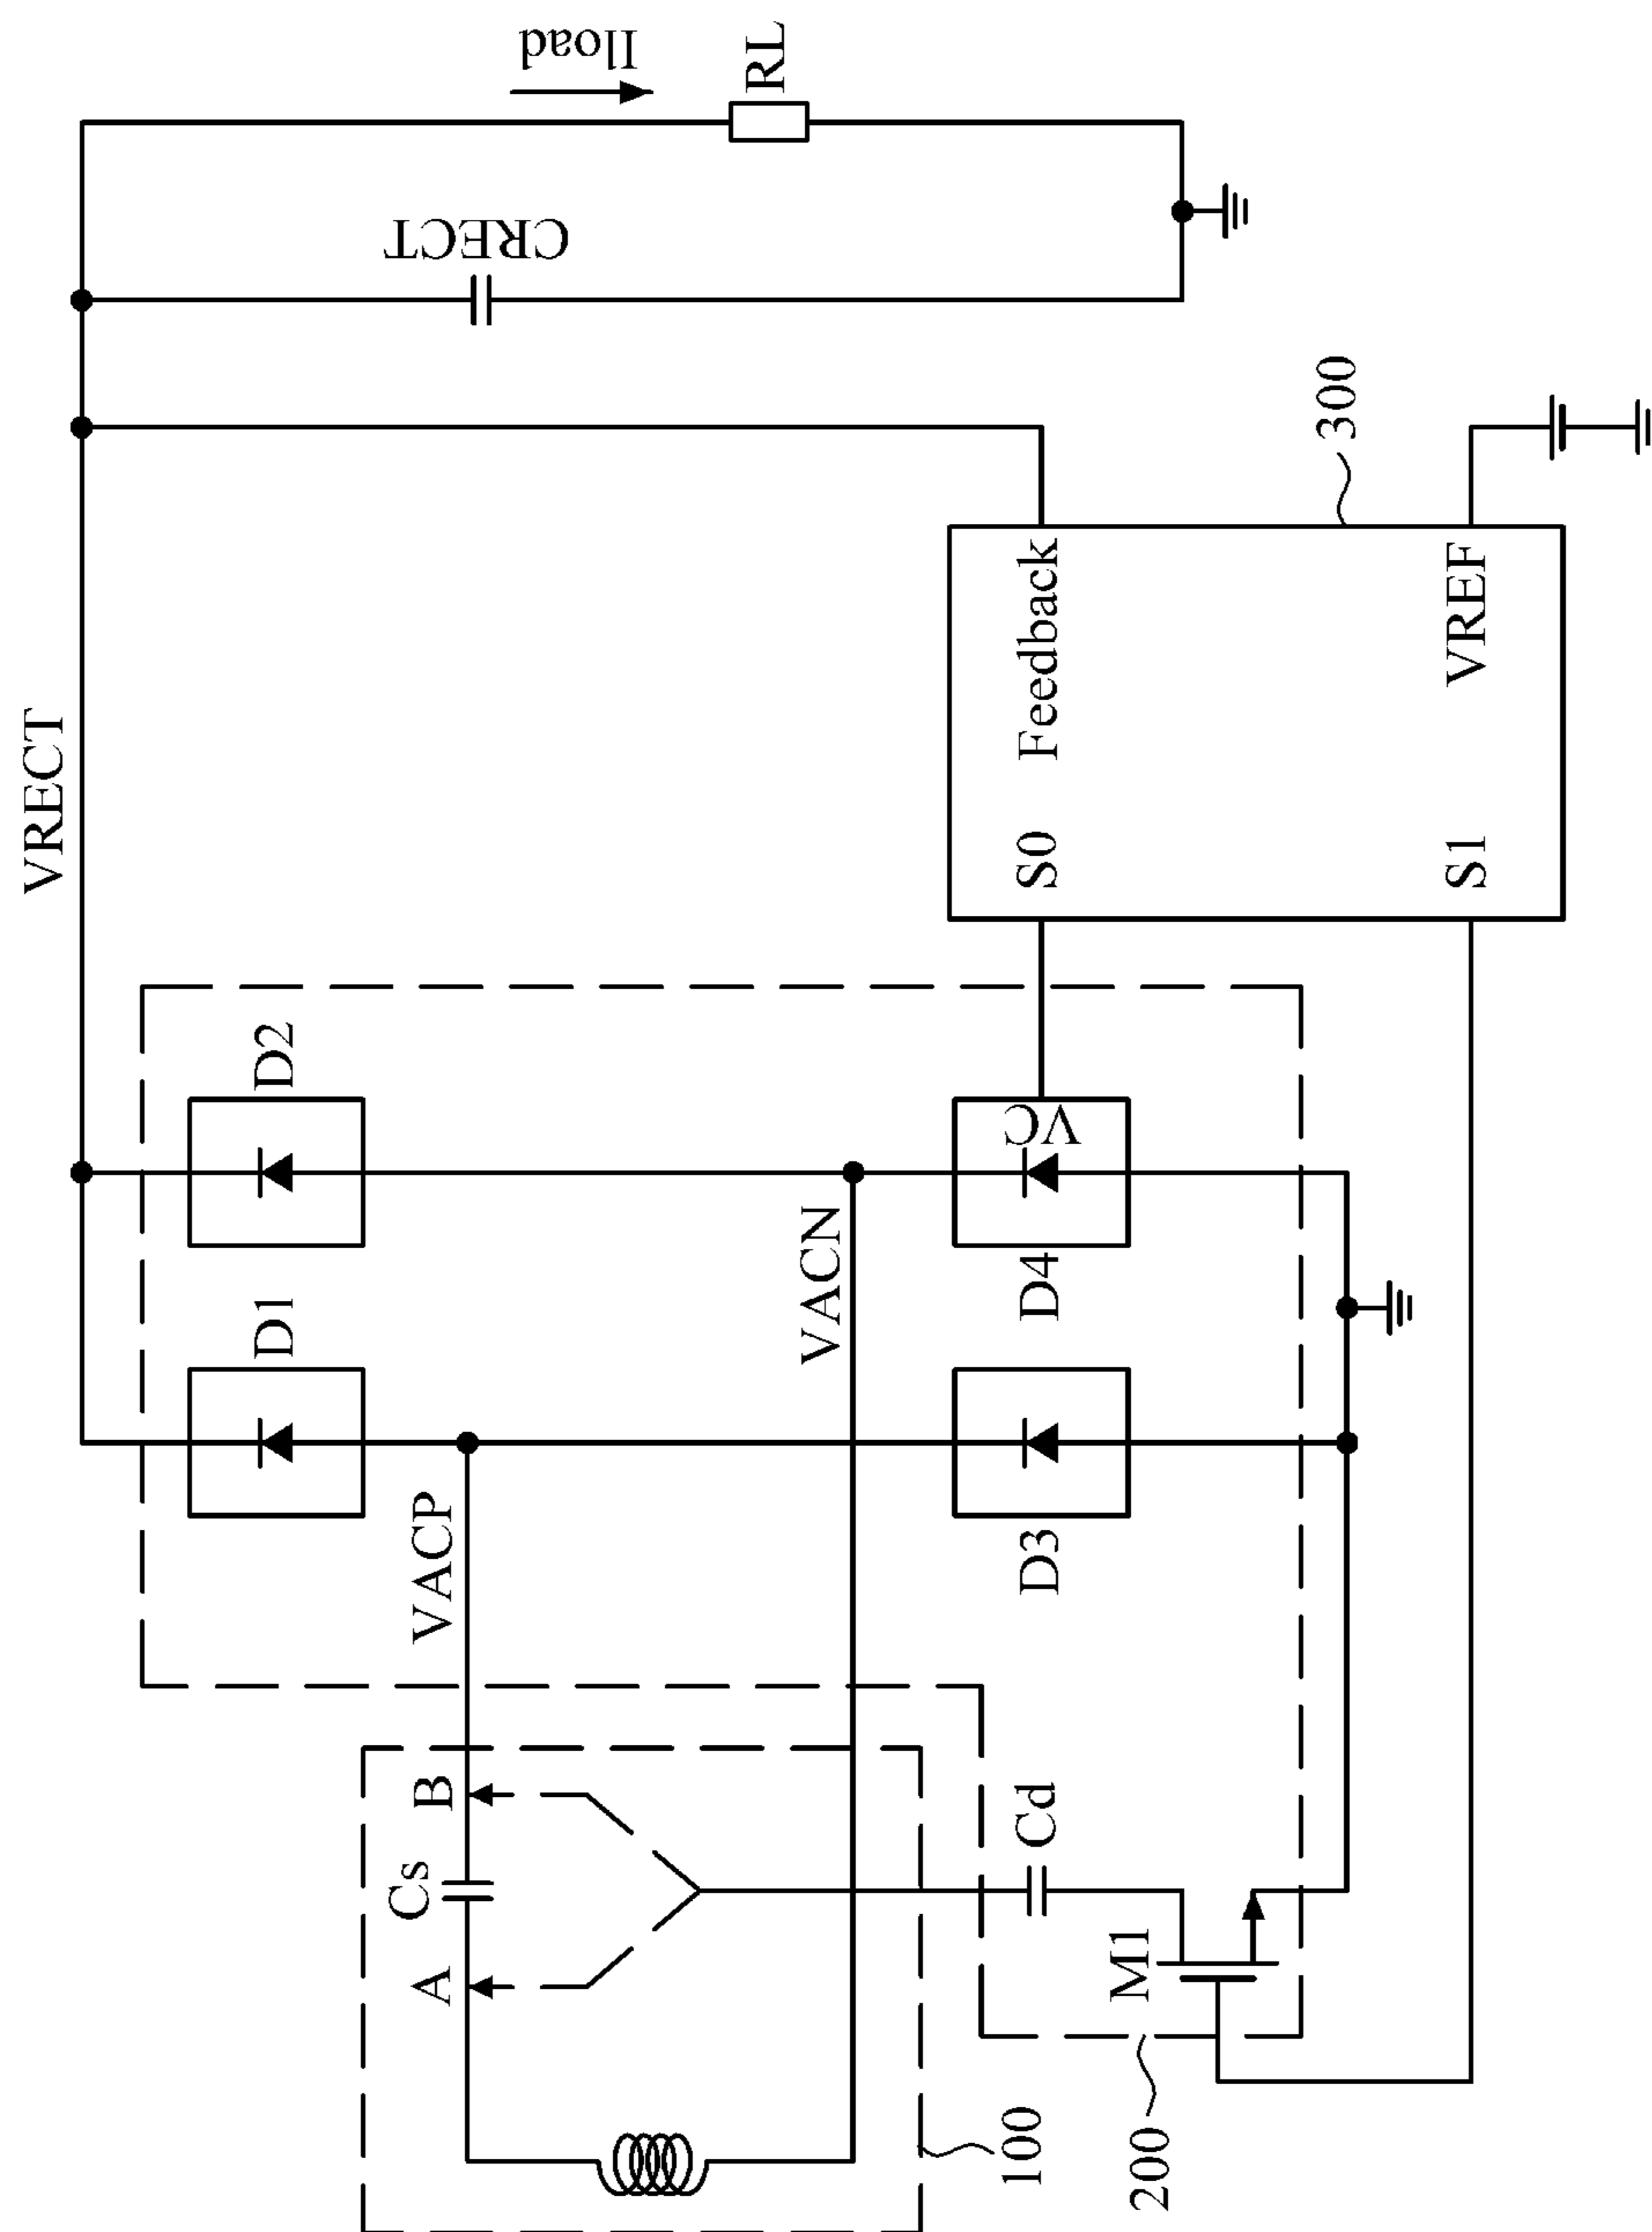 VRECT
Iload
RL
CRECT
D1
D2
VACP
VACN
A
Cs
B
D3
D4
VC
S0
Feedback
S1
VREF
300
Cd
M1
100
200